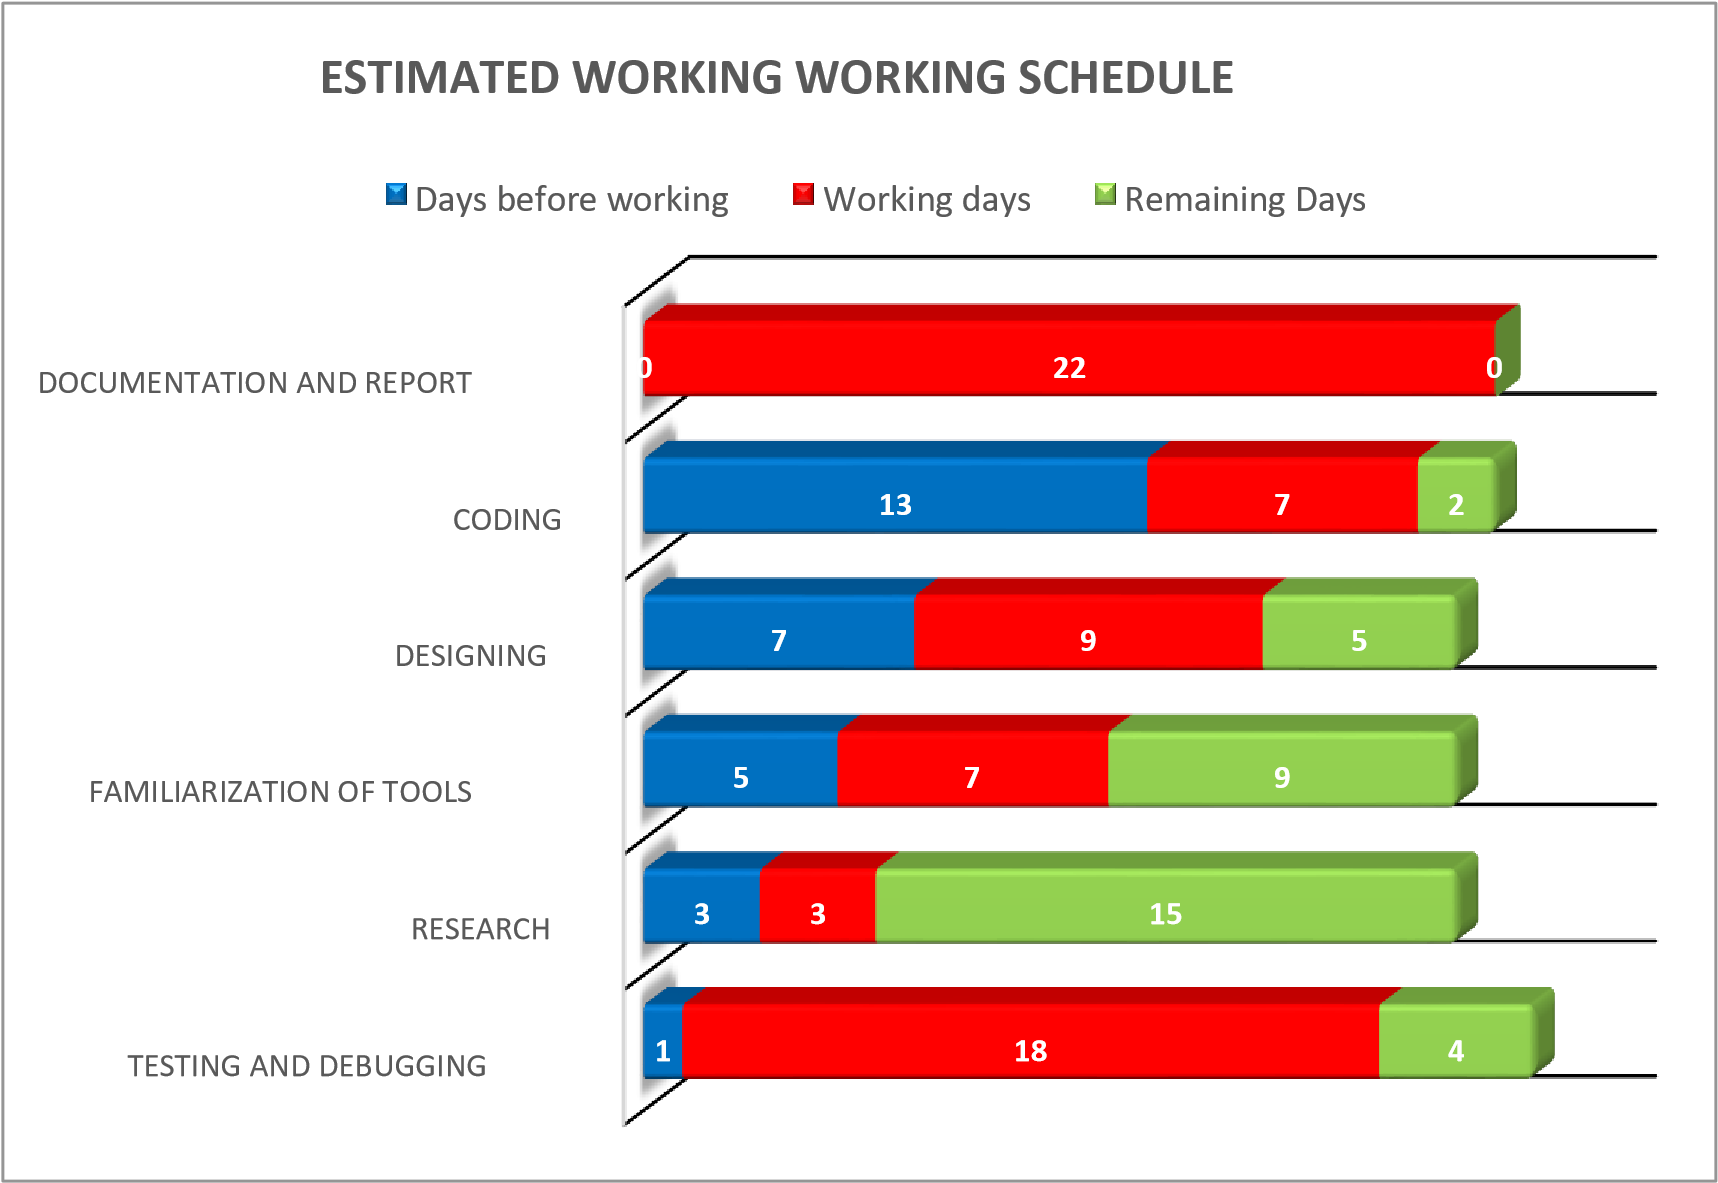 ESTIMATED WORKING WORKING SCHEDULE
Days before working Working days Remaining Days
DOCUMENTATION AND REPORT 0 22 0
CODING 13 7 2
DESIGNING 7 9 5
FAMILIARIZATION OF TOOLS 5 7 9
RESEARCH 3 3 15
TESTING AND DEBUGGING 1 18 4